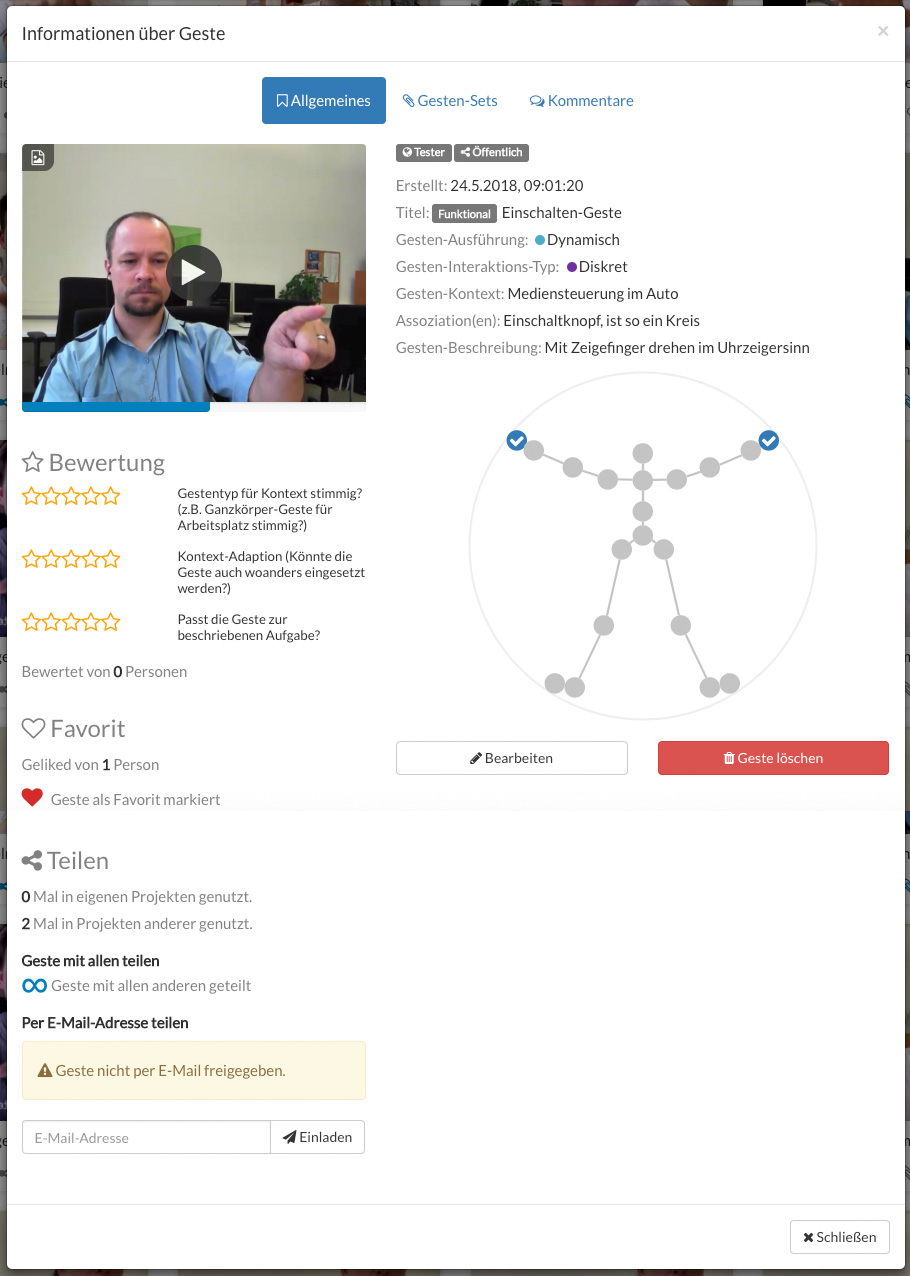 Informationen über Geste
×
Allgemeines
Gesten-Sets
Kommentare
Tester
Öffentlich
Erstellt: 24.5.2018, 09:01:20
Titel: Funktional Einschalten-Geste
Gesten-Ausführung: Dynamisch
Gesten-Interaktions-Typ: Diskret
Gesten-Kontext: Mediensteuerung im Auto
Assoziation(en): Einschaltknopf, ist so ein Kreis
Gesten-Beschreibung: Mit Zeigefinger drehen im Uhrzeigersinn
Bewertung
Gestentyp für Kontext stimmig?
(z.B. Ganzkörper-Geste für
Arbeitsplatz stimmig?)
Kontext-Adaption (Könnte die
Geste auch woanders eingesetzt
werden?)
Passt die Geste zur
beschriebenen Aufgabe?
Bewertet von 0 Personen
Favorit
Geliked von 1 Person
Geste als Favorit markiert
Bearbeiten
Geste löschen
Teilen
0 Mal in eigenen Projekten genutzt.
2 Mal in Projekten anderer genutzt.
Geste mit allen teilen
Geste mit allen anderen geteilt
Per E-Mail-Adresse teilen
Geste nicht per E-Mail freigegeben.
E-Mail-Adresse
Einladen
Schließen